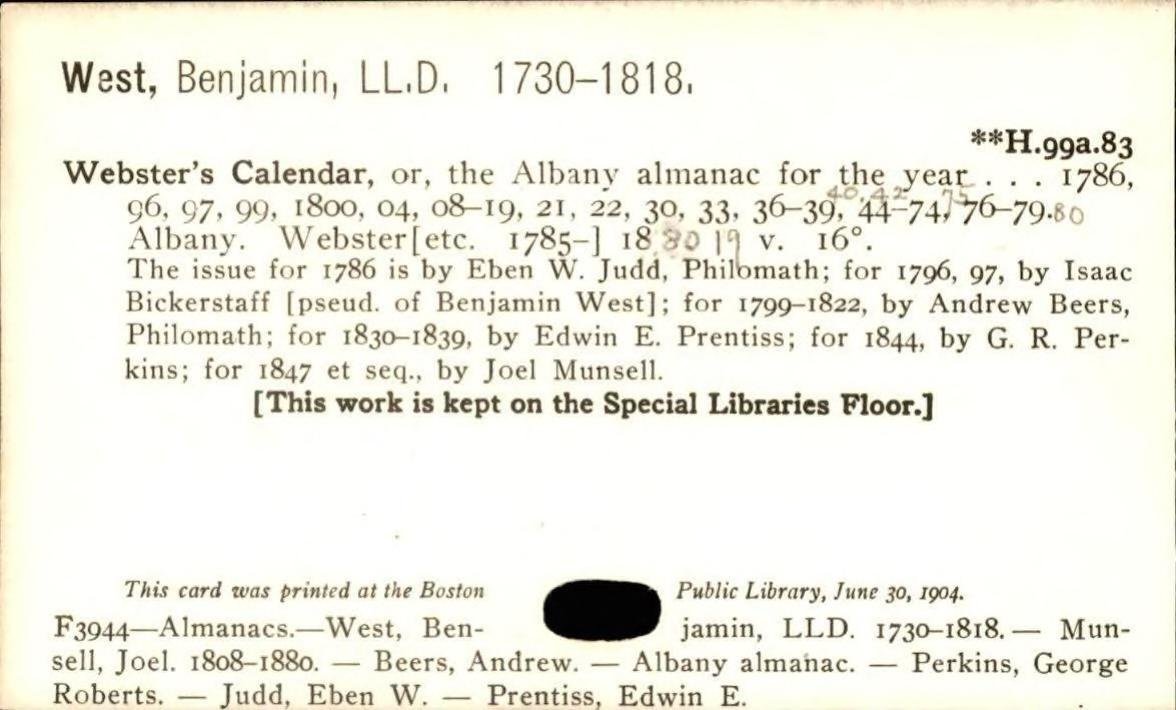 West, Benjamin, LL.D. 1730–1818.
**H.99a.83
Webster's Calendar, or, the Albany almanac for the year . . . 1786,
40, 42 75
96, 97, 99, 1800, 04, 08–19, 21, 22, 30, 33, 36–39, 44–74, 76–79.80
Albany. Webster[etc. 1785–] 18 80 19 v. 16°.
The issue for 1786 is by Eben W. Judd, Philomath; for 1796, 97, by Isaac
Bickerstaff [pseud. of Benjamin West]; for 1799–1822, by Andrew Beers,
Philomath; for 1830–1839, by Edwin E. Prentiss; for 1844, by G. R. Per-
kins; for 1847 et seq., by Joel Munsell.
[This work is kept on the Special Libraries Floor.]
This card was printed at the Boston Public Library, June 30, 1904.
F3944—Almanacs.—West, Ben- jamin, LLD. 1730–1818. — Mun-
sell, Joel. 1808–1880. — Beers, Andrew. — Albany almanac. — Perkins, George
Roberts. — Judd, Eben W. — Prentiss, Edwin E.